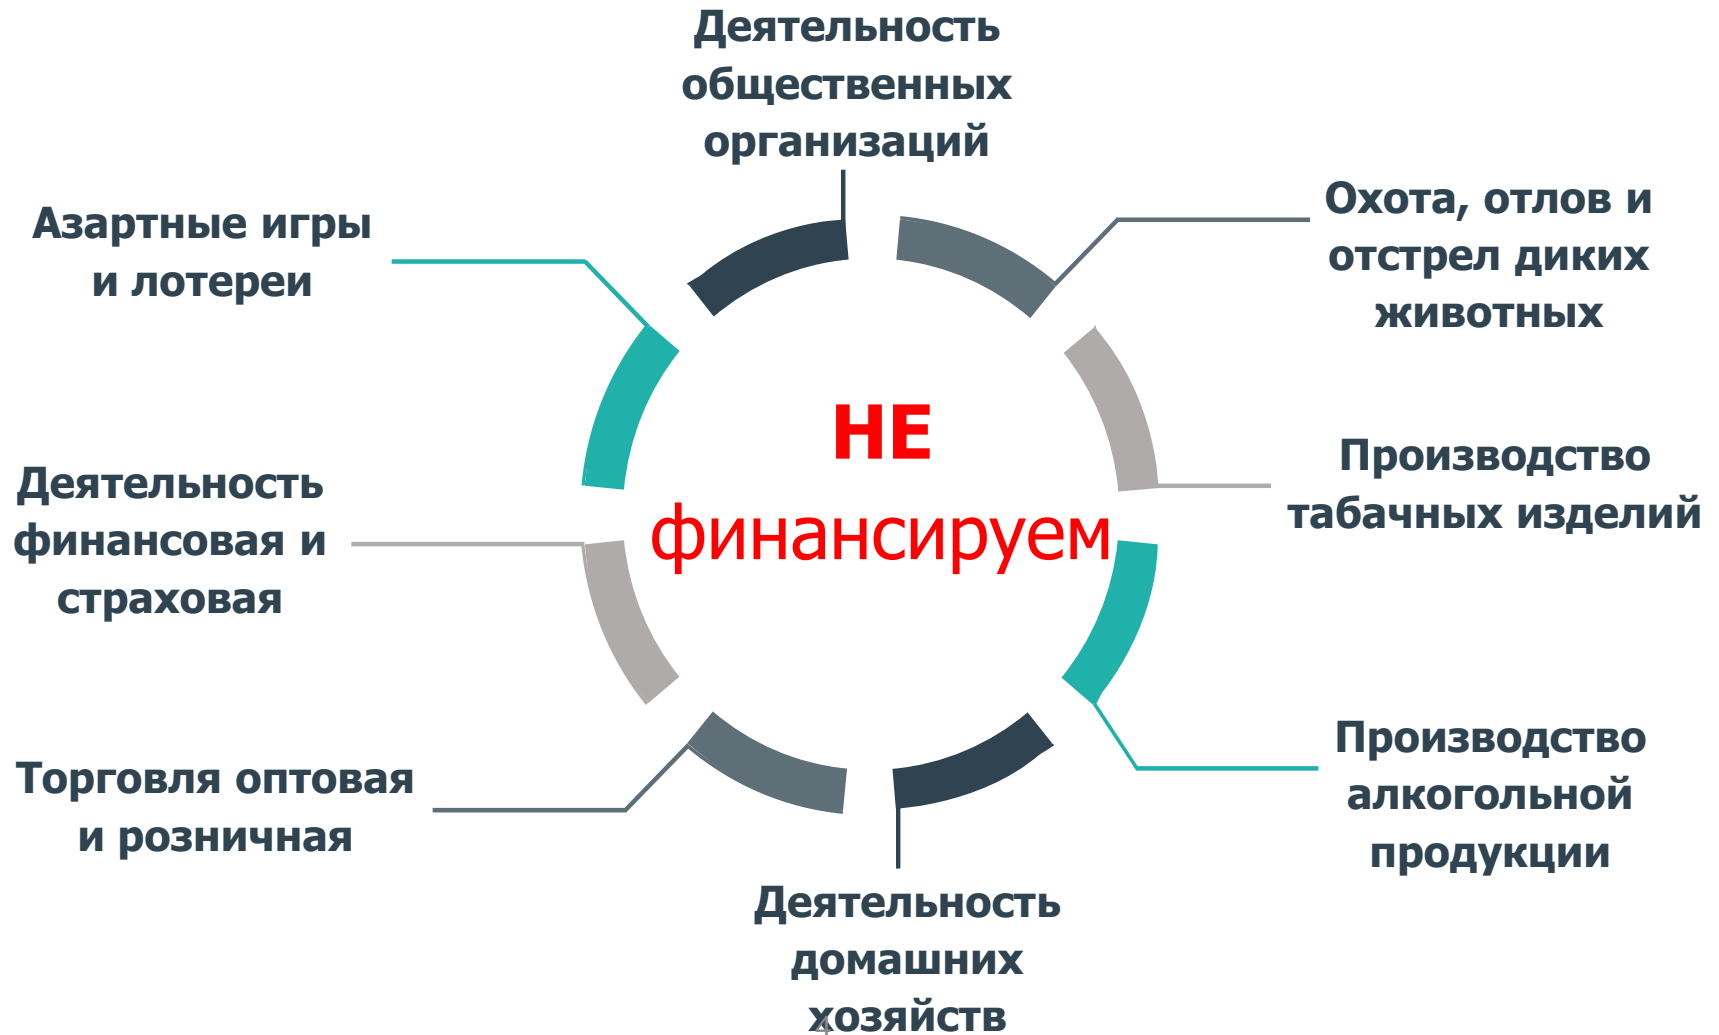 Деятельность
общественных
организаций
Азартные игры
и лотереи
Охота, отлов и
отстрел диких
животных
НЕ
финансируем
Деятельность
финансовая и
страховая
Производство
табачных изделий
Торговля оптовая
и розничная
Производство
алкогольной
продукции
Деятельность
домашних
хозяйств
4